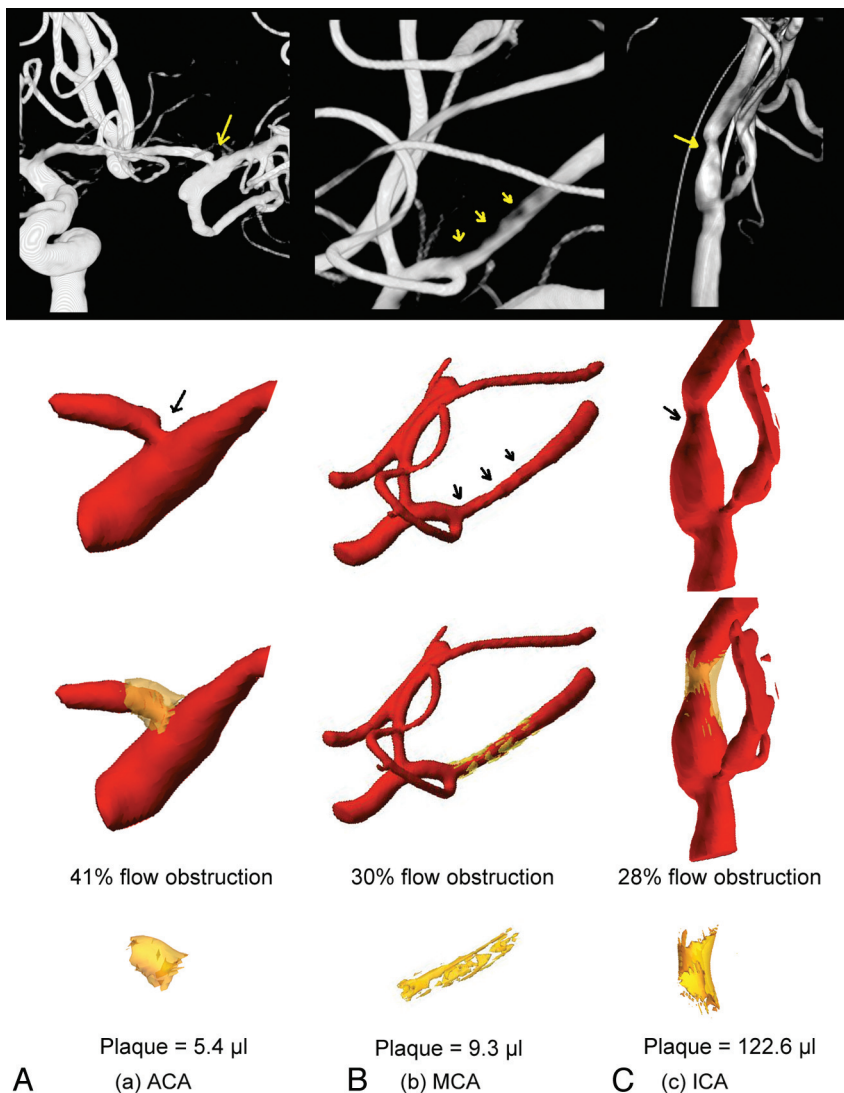 41% flow obstruction
30% flow obstruction
28% flow obstruction
Plaque = 5.4 µl
Plaque = 9.3 µl
Plaque = 122.6 µl
A (a) ACA
B (b) MCA
C (c) ICA